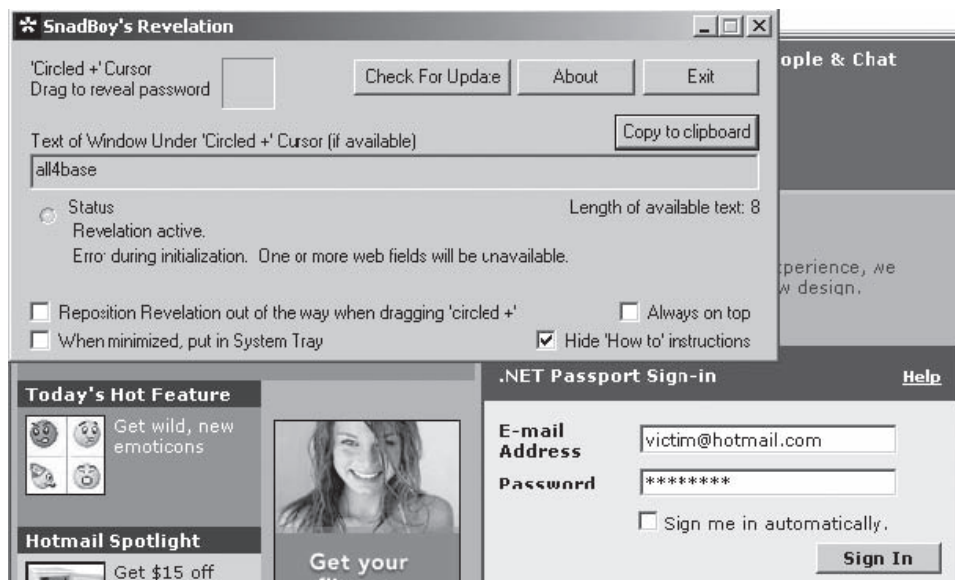 SnadBoy's Revelation
'Circled +' Cursor
Drag to reveal password
Check For Update
About
Exit
Copy to clipboard
Text of Window Under 'Circled +' Cursor (if available)
all4base
Status
Length of available text: 8
Revelation active.
Error during initialization. One or more web fields will be unavailable.
Reposition Revelation out of the way when dragging 'circled +'
Always on top
When minimized, put in System Tray
Hide 'How to' instructions
ople & Chat
xperience, we
w design.
.NET Passport Sign-in
Help
E-mail
Address
victim@hotmail.com
Password
********
Sign me in automatically.
Sign In
Today's Hot Feature
Get wild, new
emoticons
Hotmail Spotlight
Get $15 off
Get your